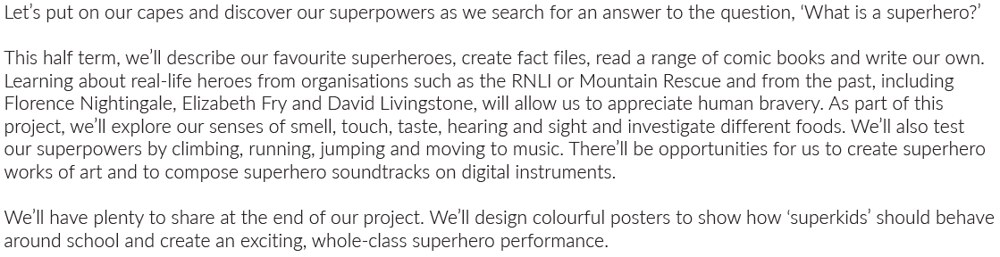 Let’s put on our capes and discover our superpowers as we search for an answer to the question, ‘What is a superhero?’
This half term, we’ll describe our favourite superheroes, create fact files, read a range of comic books and write our own.
Learning about real-life heroes from organisations such as the RNLI or Mountain Rescue and from the past, including
Florence Nightingale, Elizabeth Fry and David Livingstone, will allow us to appreciate human bravery. As part of this
project, we’ll explore our senses of smell, touch, taste, hearing and sight and investigate different foods. We’ll also test
our superpowers by climbing, running, jumping and moving to music. There’ll be opportunities for us to create superhero
works of art and to compose superhero soundtracks on digital instruments.
We’ll have plenty to share at the end of our project. We’ll design colourful posters to show how ‘superkids’ should behave
around school and create an exciting, whole-class superhero performance.